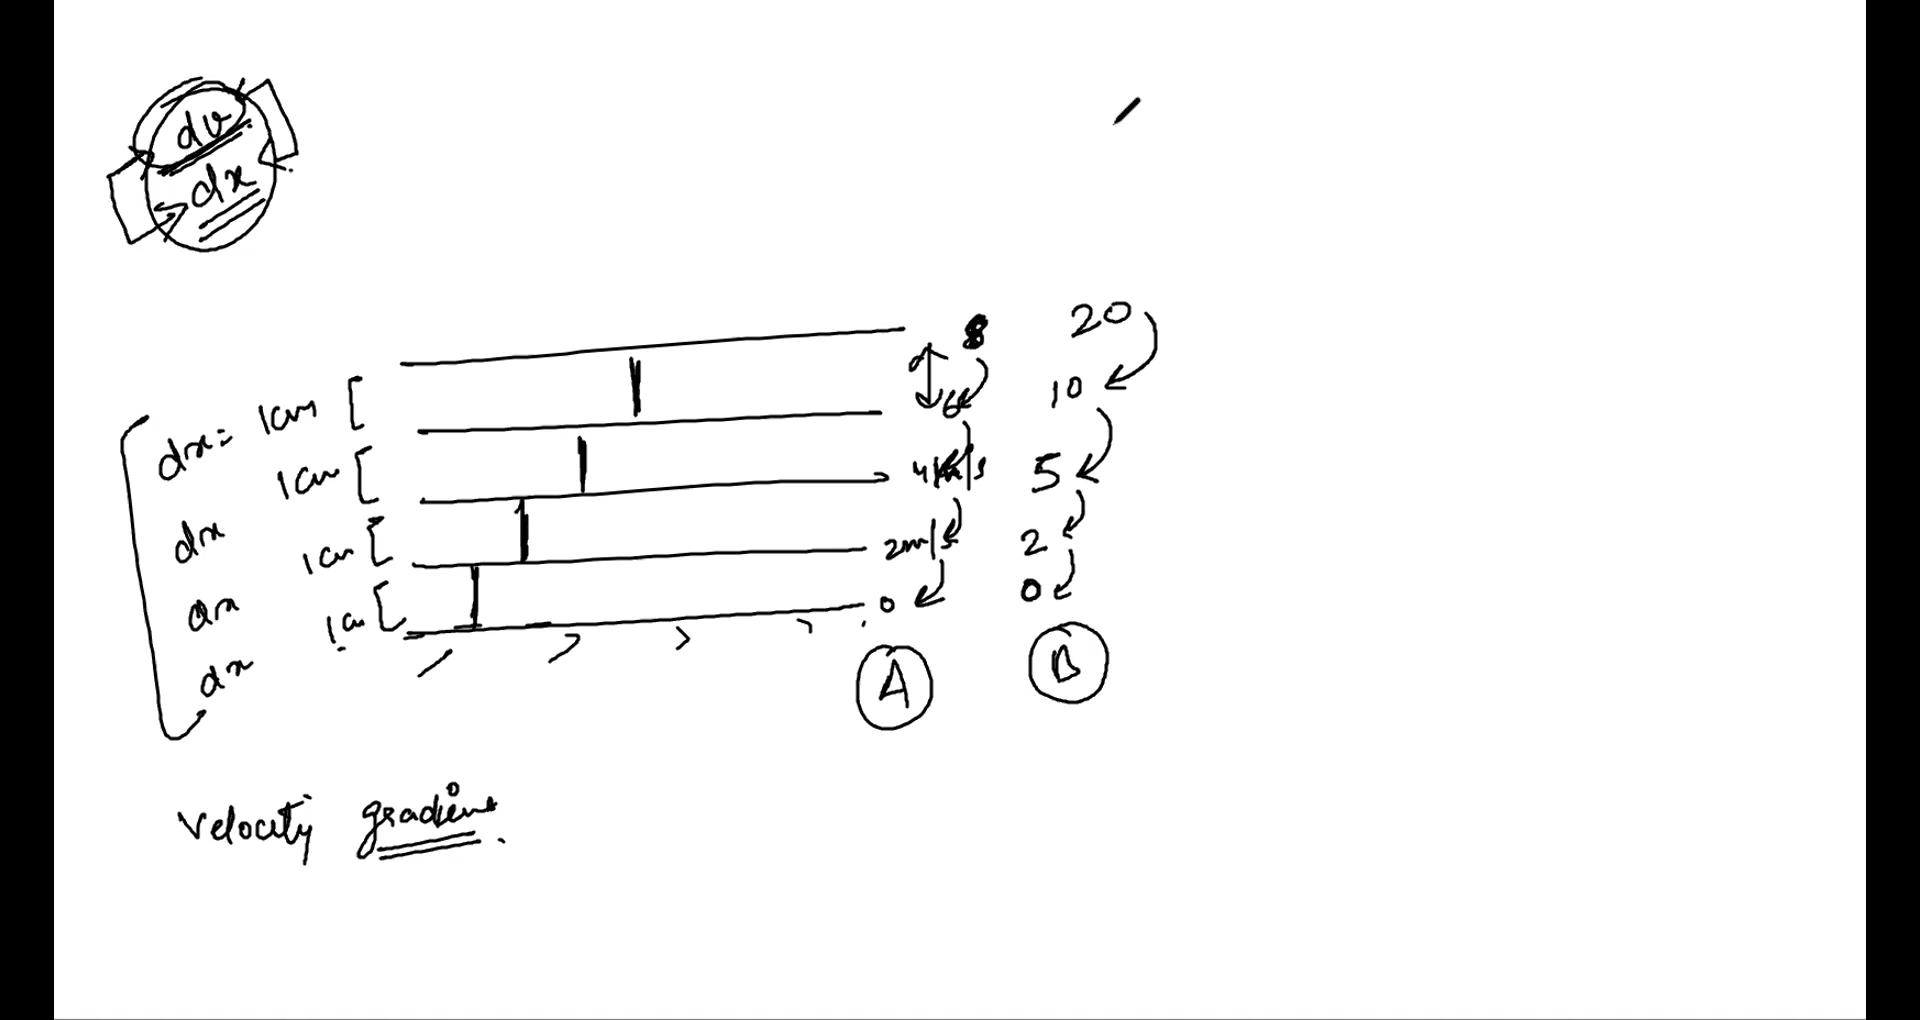 dv
dx
8 20
dx = 1cm 6 10
1cm 4m/s 5
dx 1cm 2m/s 2
dx 1cm 0 0
dx
A B
Velocity gradient